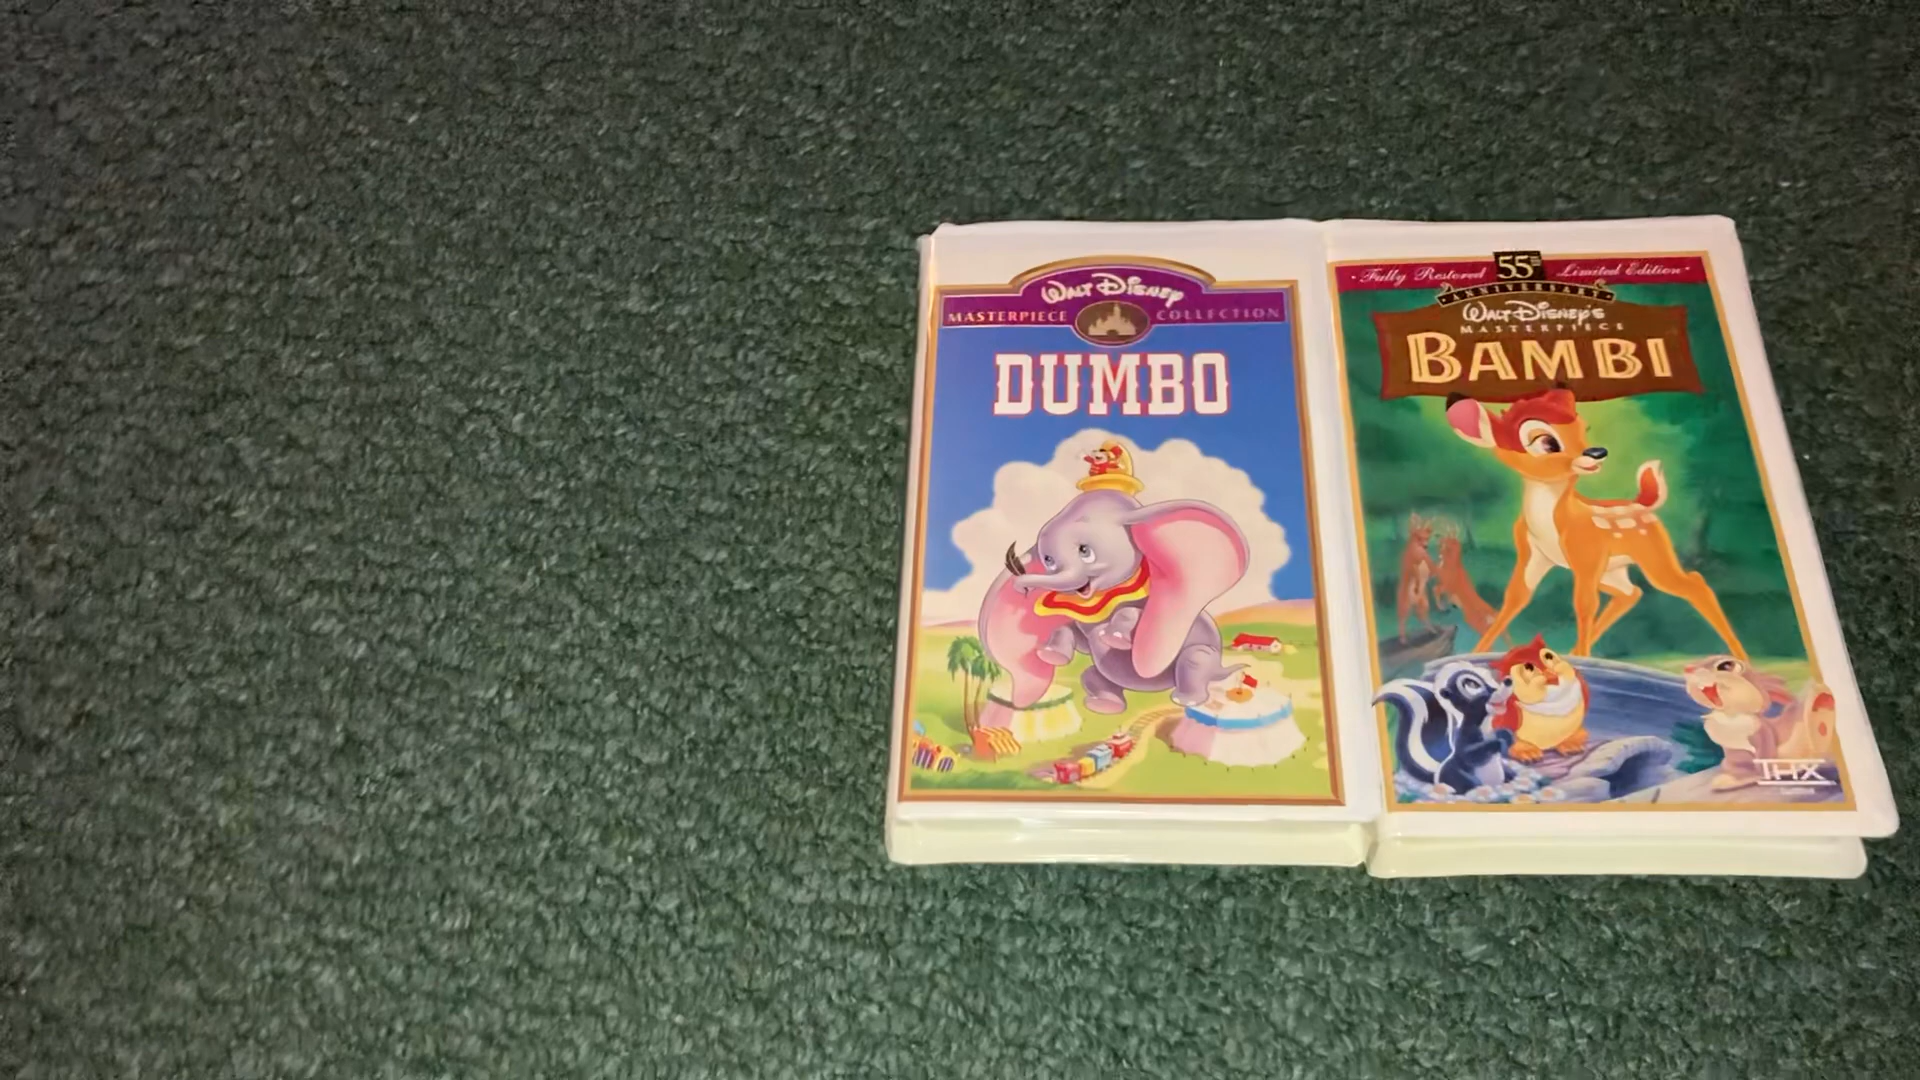 WALT DISNEY
MASTERPIECE COLLECTION
DUMBO
Fully Restored 55TH Limited Edition
ANNIVERSARY
WALT DISNEY'S
MASTERPIECE
BAMBI
THX